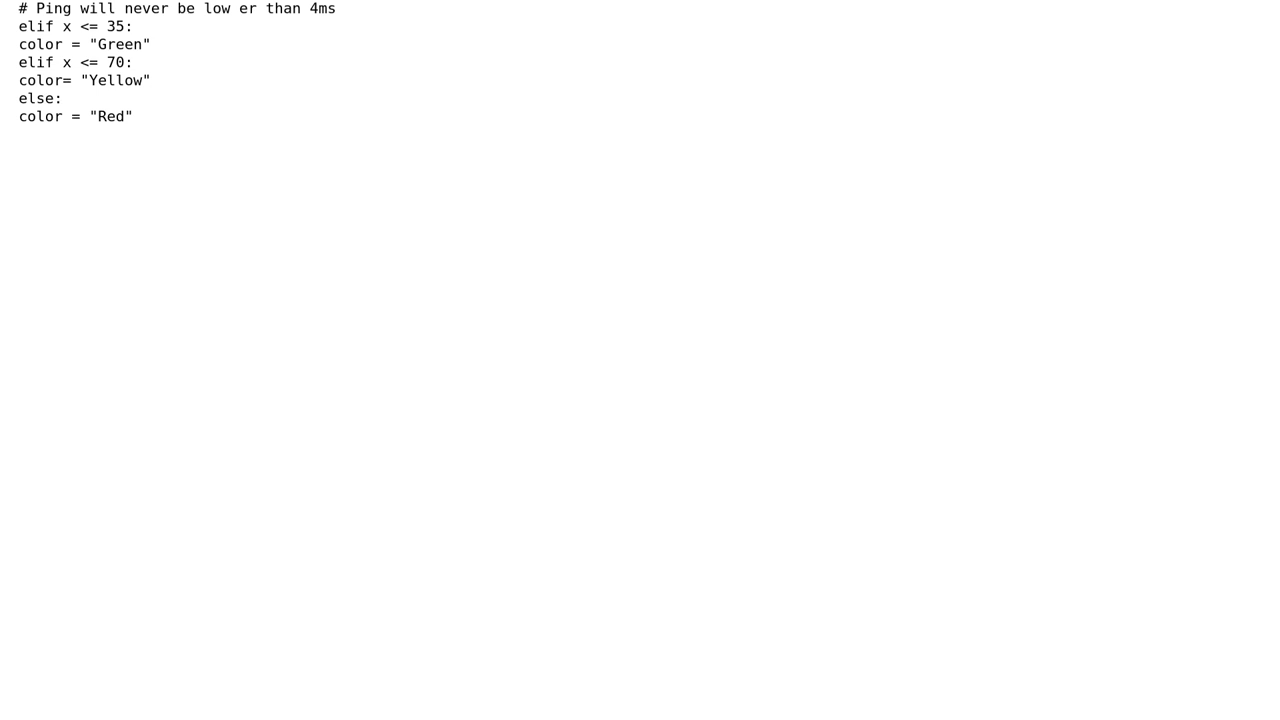 # Ping will never be low er than 4ms
elif x <= 35:
color = "Green"
elif x <= 70:
color= "Yellow"
else:
color = "Red"